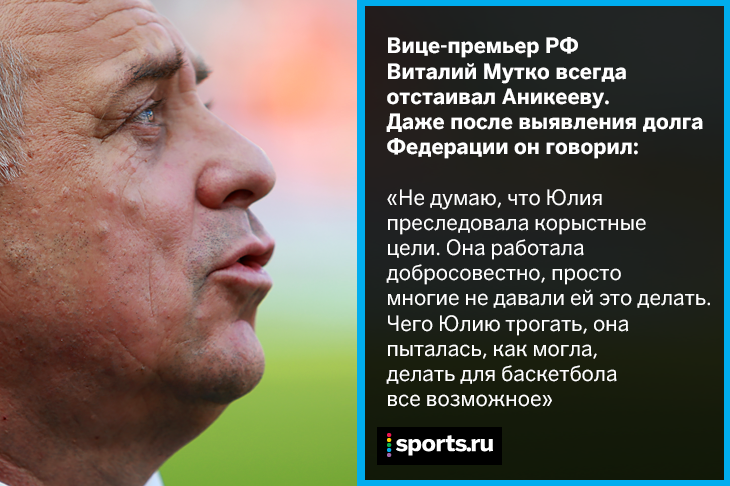 Вице-премьер РФ
Виталий Мутко всегда
отстаивал Аникееву.
Даже после выявления долга
Федерации он говорил:
«Не думаю, что Юлия
преследовала корыстные
цели. Она работала
добросовестно, просто
многие не давали ей это делать.
Чего Юлию трогать, она
пыталась, как могла,
делать для баскетбола
все возможное»
sports.ru